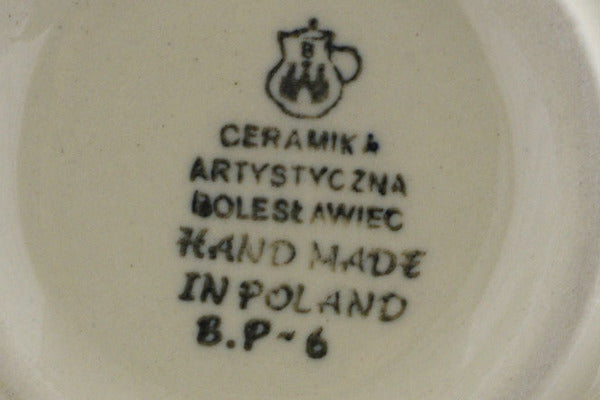 B
CERAMIKA
ARTYSTYCZNA
BOLESŁAWIEC
HAND MADE
IN POLAND
B.P-6